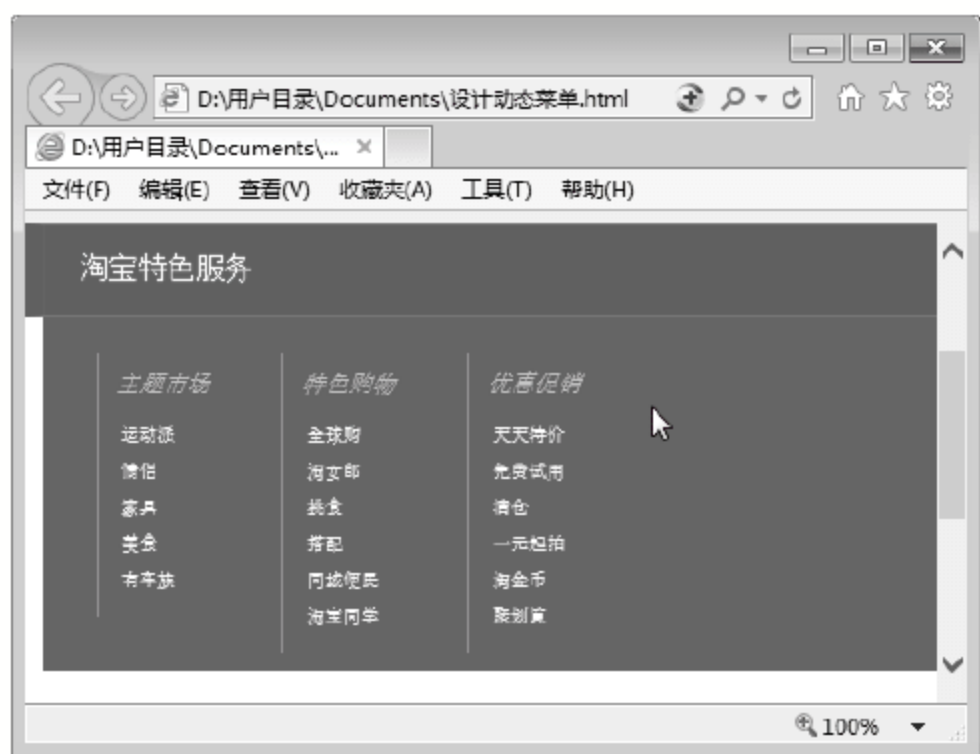 D:\用户目录\Documents\设计动态菜单.html
D:\用户目录\Documents\...
文件(F) 编辑(E) 查看(V) 收藏夹(A) 工具(T) 帮助(H)
淘宝特色服务
主题市场
运动派
情侣
家具
美食
有车族
特色购物
全球购
淘女郎
挑食
搭配
同城便民
淘宝同学
优惠促销
天天特价
免费试用
清仓
一元起拍
淘金币
聚划算
100%